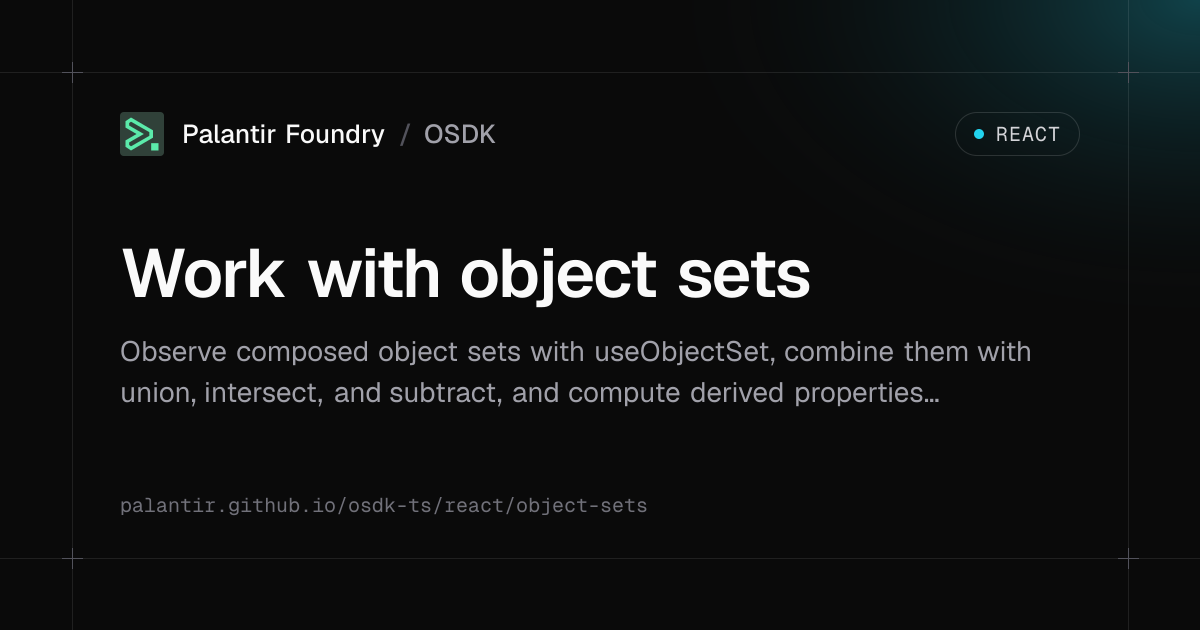 Palantir Foundry / OSDK
REACT
Work with object sets
Observe composed object sets with useObjectSet, combine them with
union, intersect, and subtract, and compute derived properties…
palantir.github.io/osdk-ts/react/object-sets